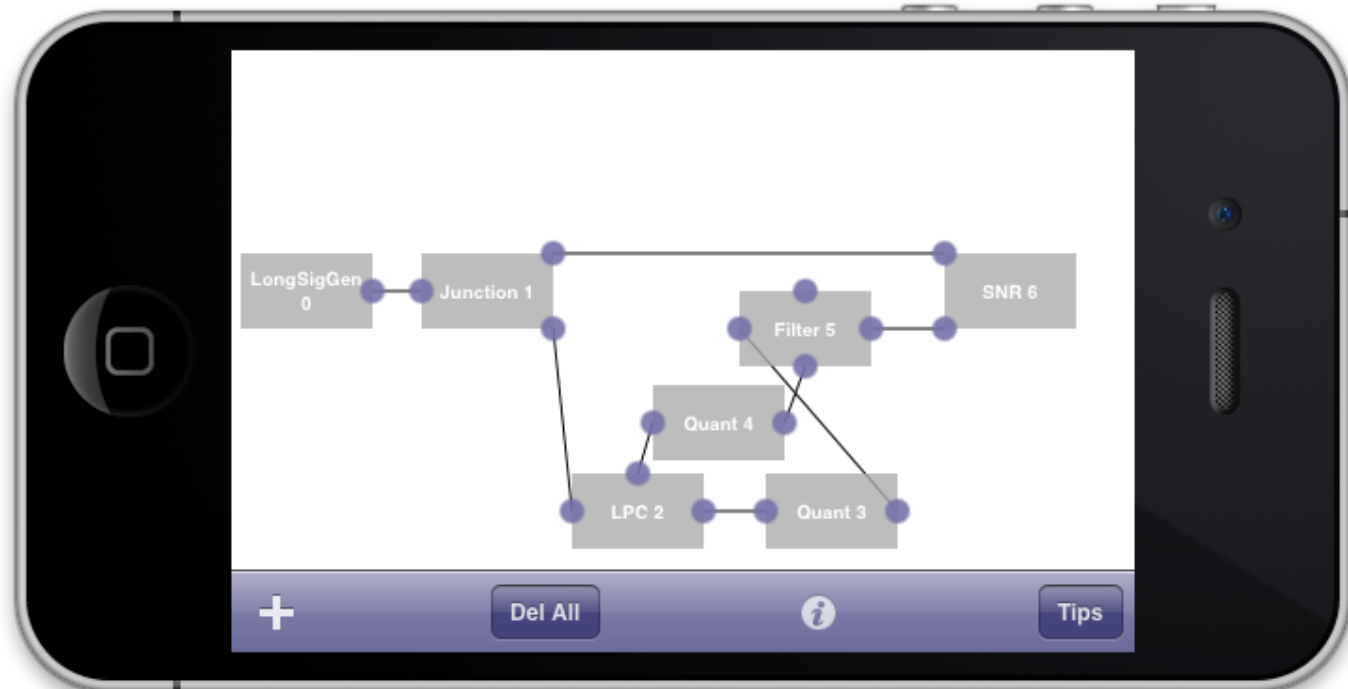 LongSigGen
0
Junction 1
SNR 6
Filter 5
Quant 4
LPC 2
Quant 3
Del All
i
Tips